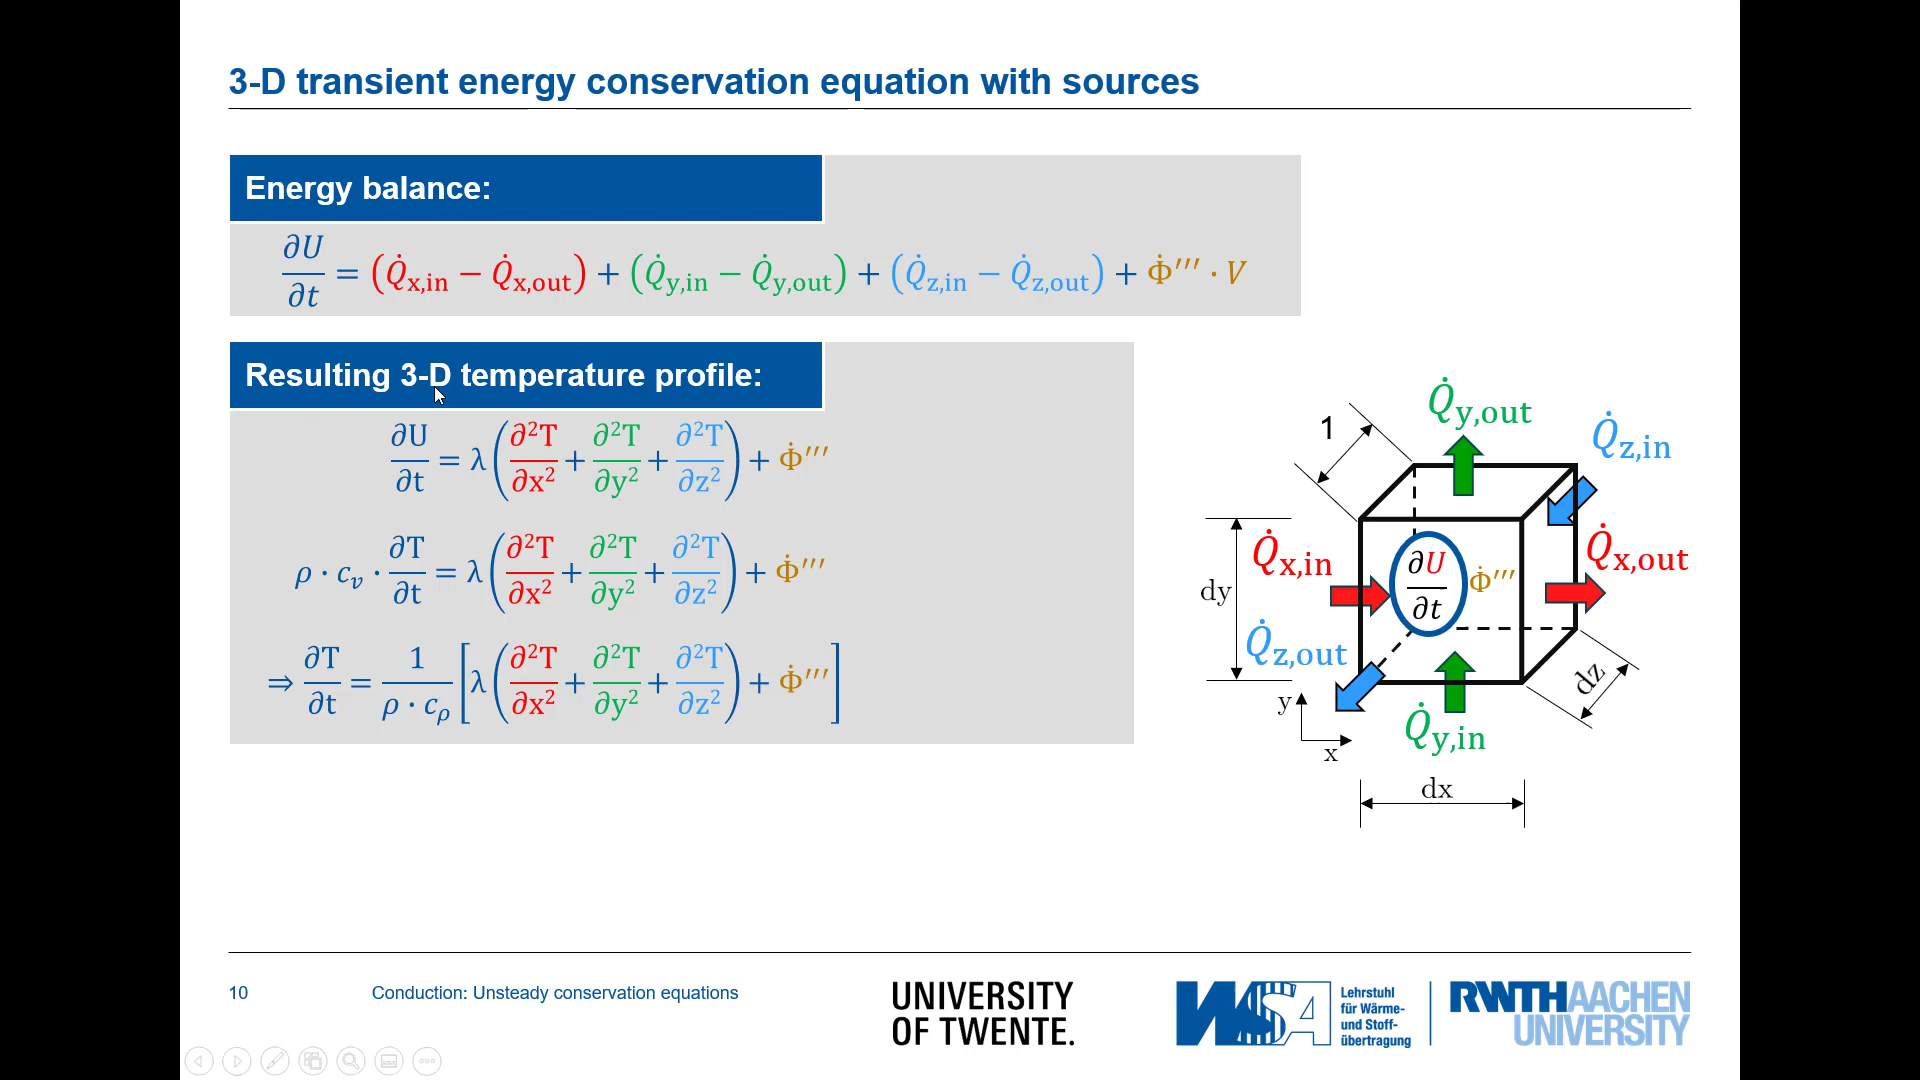 3-D transient energy conservation equation with sources
Energy balance:
∂U/∂t = (Q̇x,in − Q̇x,out) + (Q̇y,in − Q̇y,out) + (Q̇z,in − Q̇z,out) + Φ̇′′′ · V
Resulting 3-D temperature profile:
∂U/∂t = λ(∂²T/∂x² + ∂²T/∂y² + ∂²T/∂z²) + Φ̇′′′
ρ · cv · ∂T/∂t = λ(∂²T/∂x² + ∂²T/∂y² + ∂²T/∂z²) + Φ̇′′′
⇒ ∂T/∂t = 1/(ρ · cρ) [λ(∂²T/∂x² + ∂²T/∂y² + ∂²T/∂z²) + Φ̇′′′]
Q̇y,out
1
Q̇z,in
Q̇x,in
Q̇x,out
∂U/∂t
Φ̇′′′
dy
Q̇z,out
dz
y
x
Q̇y,in
dx
10
Conduction: Unsteady conservation equations
UNIVERSITY
OF TWENTE.
WSA
Lehrstuhl
für Wärme-
und Stoff-
übertragung
RWTHAACHEN
UNIVERSITY